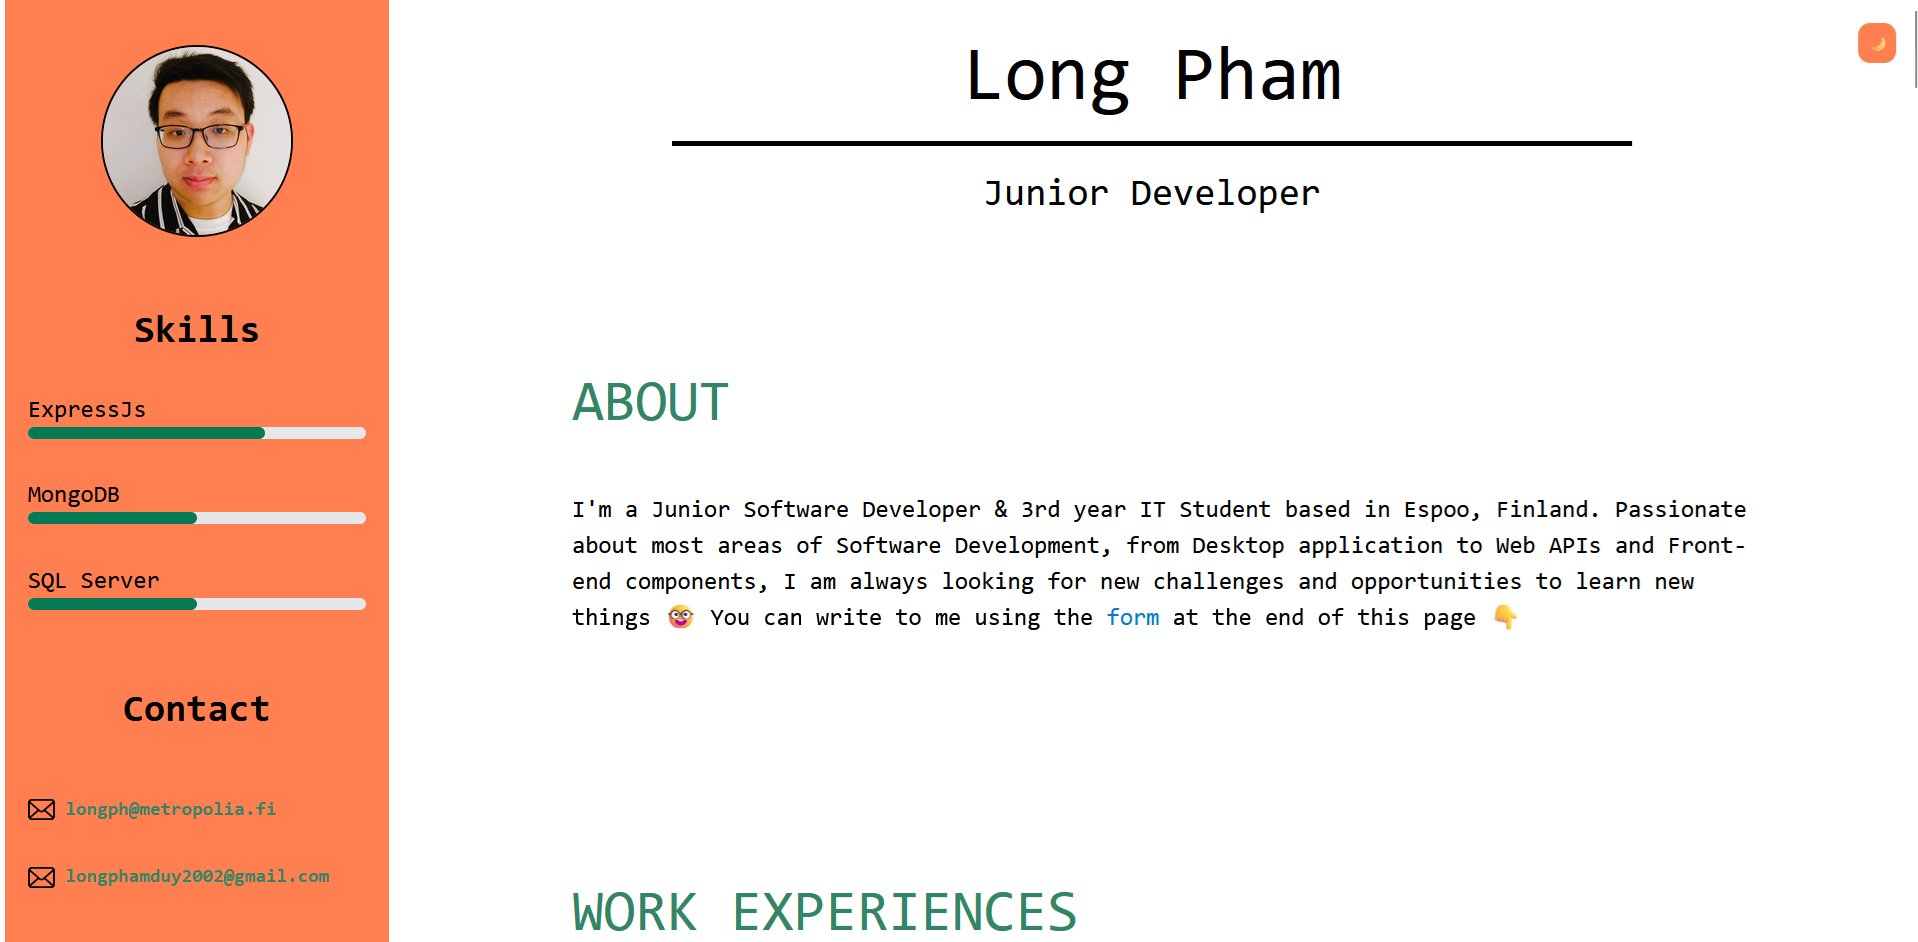 Skills
ExpressJs
MongoDB
SQL Server
Contact
longph@metropolia.fi
longphamduy2002@gmail.com
Long Pham
Junior Developer
ABOUT
I'm a Junior Software Developer & 3rd year IT Student based in Espoo, Finland. Passionate
about most areas of Software Development, from Desktop application to Web APIs and Front-
end components, I am always looking for new challenges and opportunities to learn new
things 🤓 You can write to me using the form at the end of this page 👇
WORK EXPERIENCES